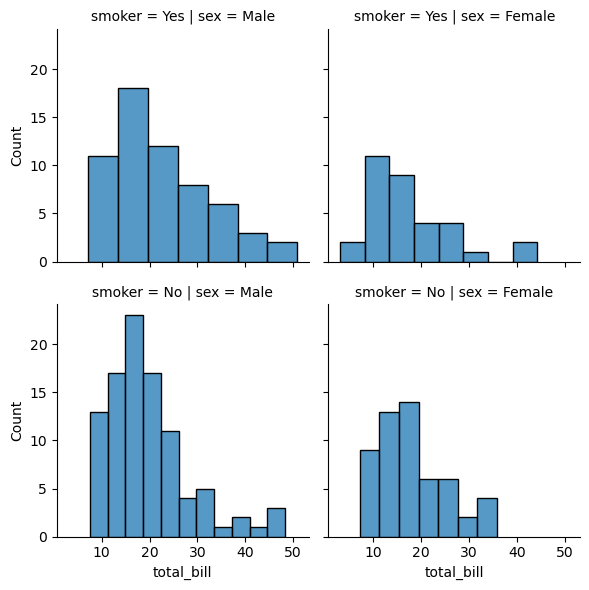 smoker = Yes | sex = Male
smoker = Yes | sex = Female
20
15
10
5
0
Count
smoker = No | sex = Male
smoker = No | sex = Female
20
15
10
5
0
Count
10 20 30 40 50
10 20 30 40 50
total_bill
total_bill